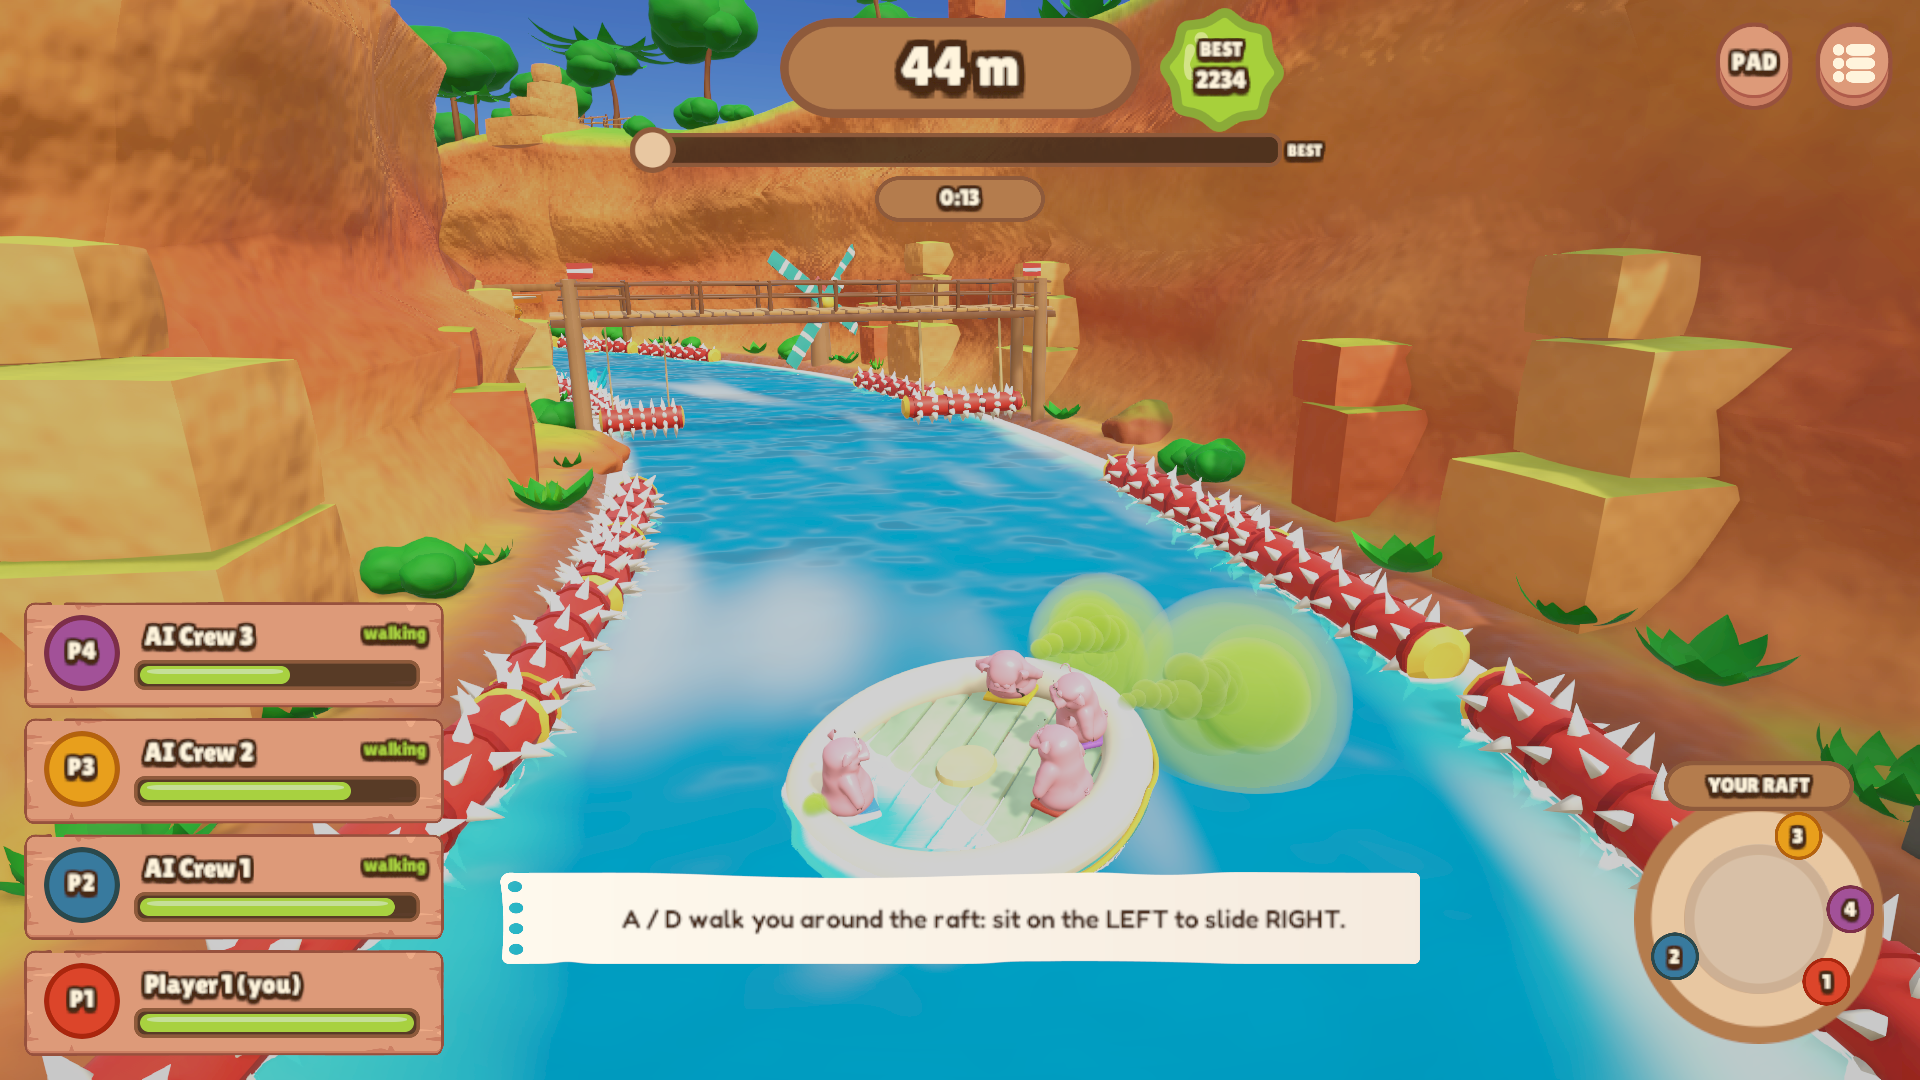 44 m
BEST
2234
PAD
BEST
0:13
P4
AI Crew 3
walking
P3
AI Crew 2
walking
P2
AI Crew 1
walking
P1
Player 1 (you)
A / D walk you around the raft: sit on the LEFT to slide RIGHT.
YOUR RAFT
3
4
2
1